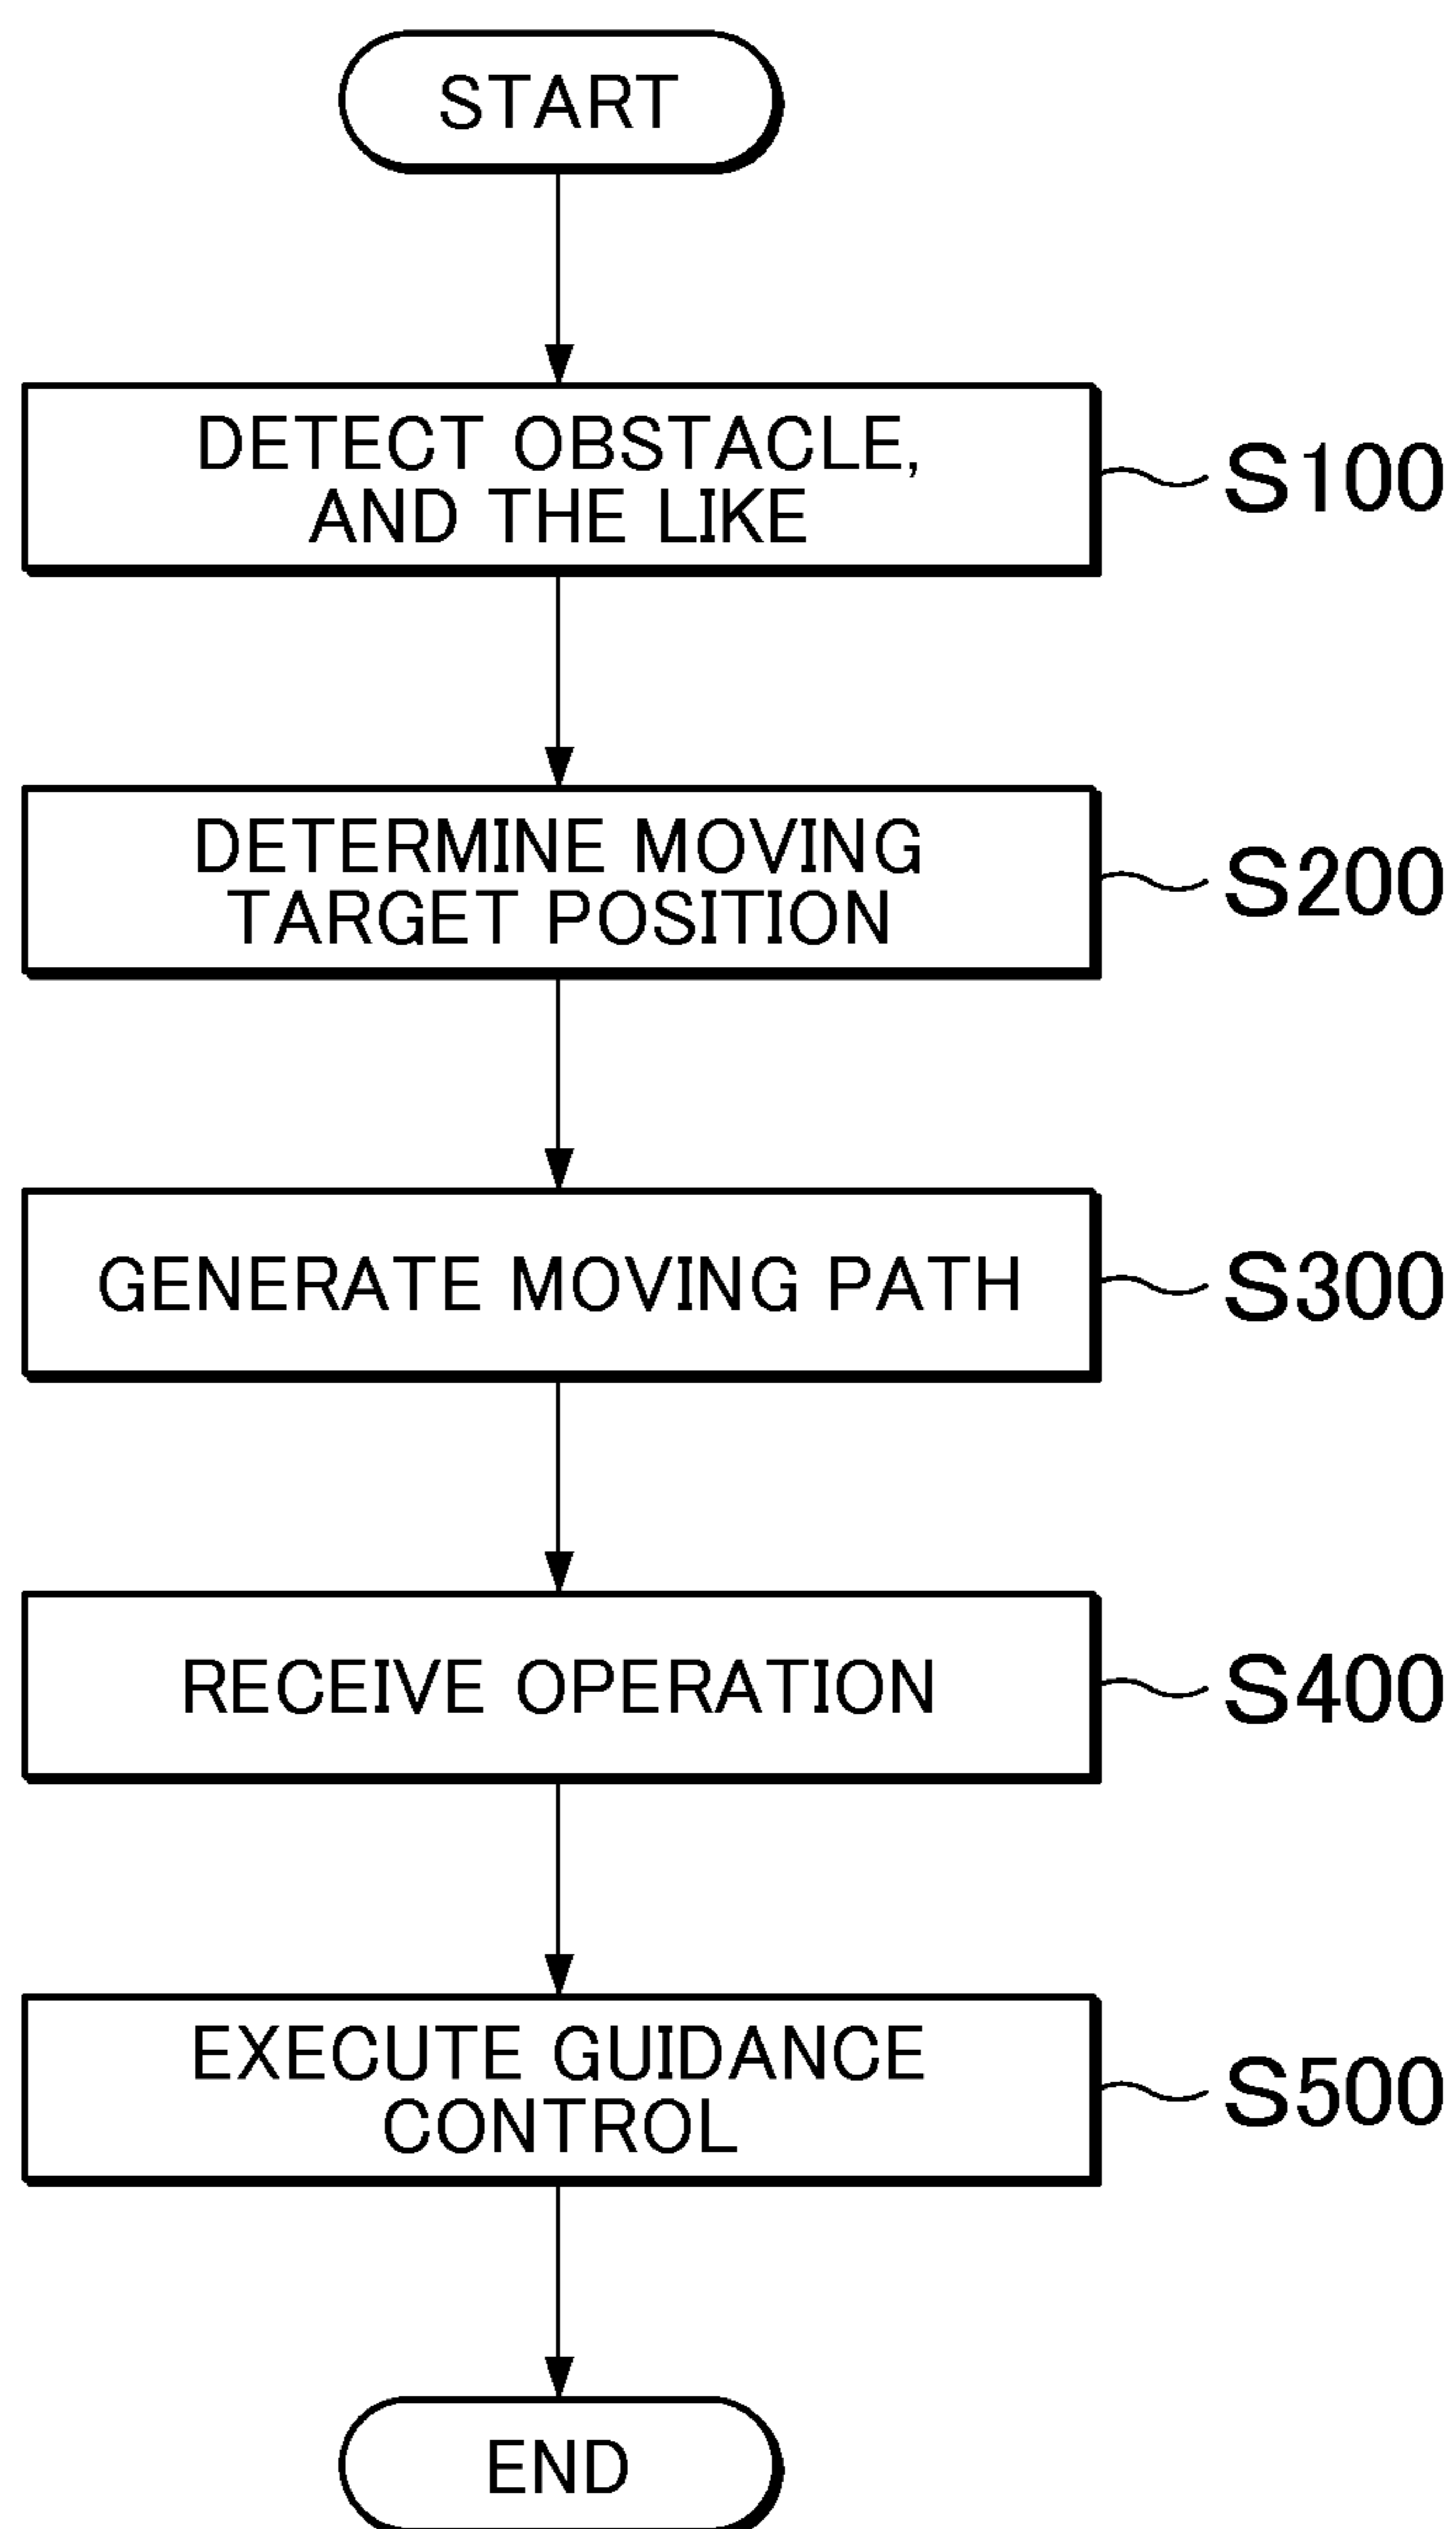 START
DETECT OBSTACLE,
AND THE LIKE
S100
DETERMINE MOVING
TARGET POSITION
S200
GENERATE MOVING PATH
S300
RECEIVE OPERATION
S400
EXECUTE GUIDANCE
CONTROL
S500
END